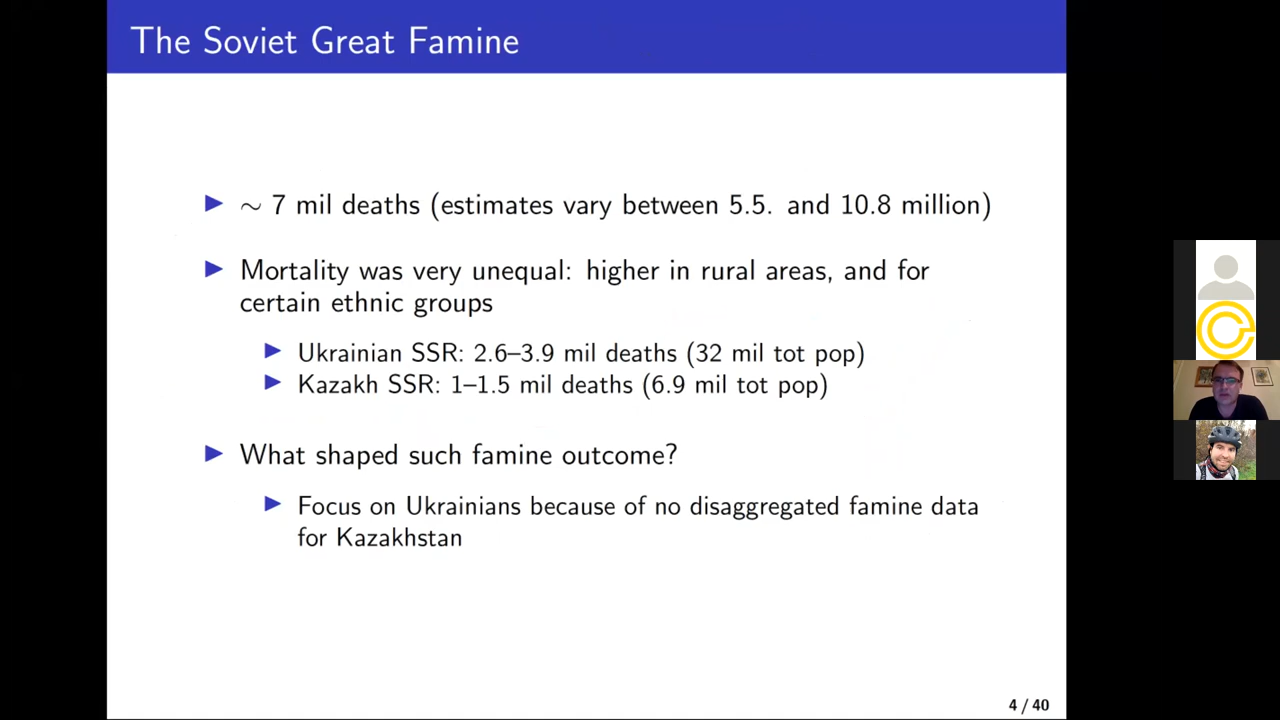 The Soviet Great Famine
▶ ∼ 7 mil deaths (estimates vary between 5.5. and 10.8 million)
▶ Mortality was very unequal: higher in rural areas, and for
certain ethnic groups
▶ Ukrainian SSR: 2.6–3.9 mil deaths (32 mil tot pop)
▶ Kazakh SSR: 1–1.5 mil deaths (6.9 mil tot pop)
▶ What shaped such famine outcome?
▶ Focus on Ukrainians because of no disaggregated famine data
for Kazakhstan
4 / 40